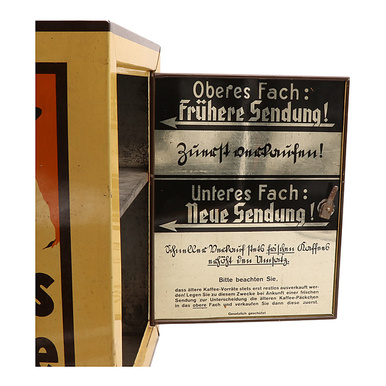 Oberes Fach:
Frühere Sendung!
Zuerst verkaufen!
Unteres Fach:
Neue Sendung!
Schneller Verkauf stets frischen Kaffees
erhöht den Umsatz.
Bitte beachten Sie,
dass ältere Kaffee-Vorräte stets erst restlos ausverkauft wer-
den! Legen Sie zu diesem Zwecke bei Ankunft einer frischen
Sendung zur Unterscheidung die älteren Kaffee-Päckchen
in das obere Fach und verkaufen Sie dann diese zuerst.
Gesetzlich geschützt
s
e